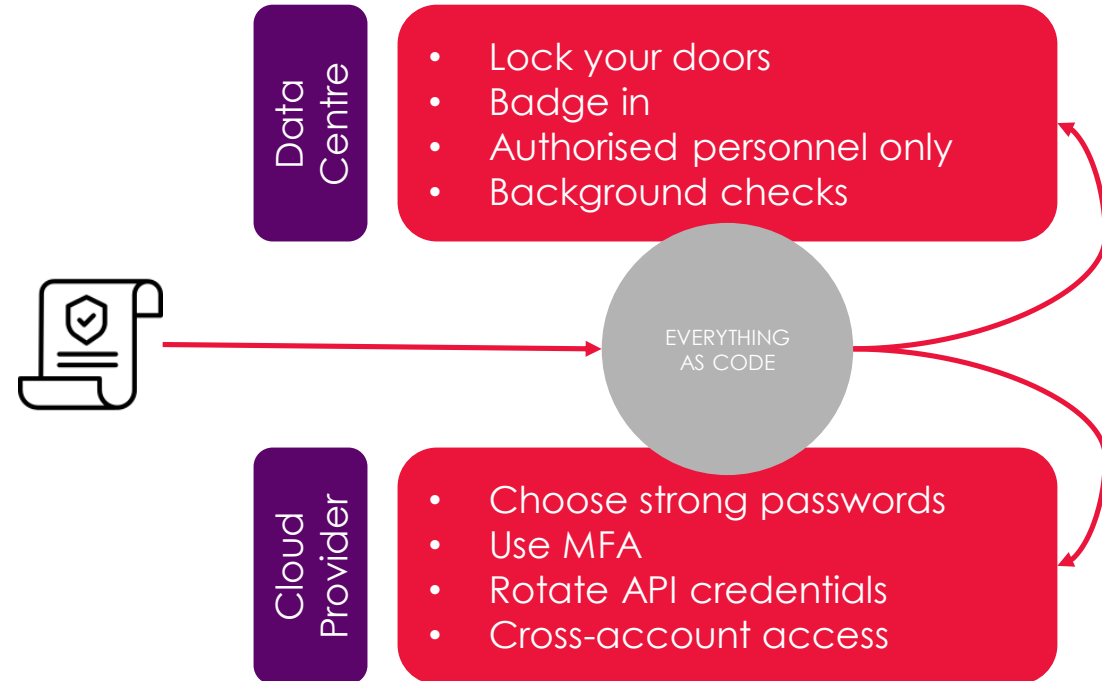 Data
Centre
• Lock your doors
• Badge in
• Authorised personnel only
• Background checks
EVERYTHING
AS CODE
Cloud
Provider
• Choose strong passwords
• Use MFA
• Rotate API credentials
• Cross-account access